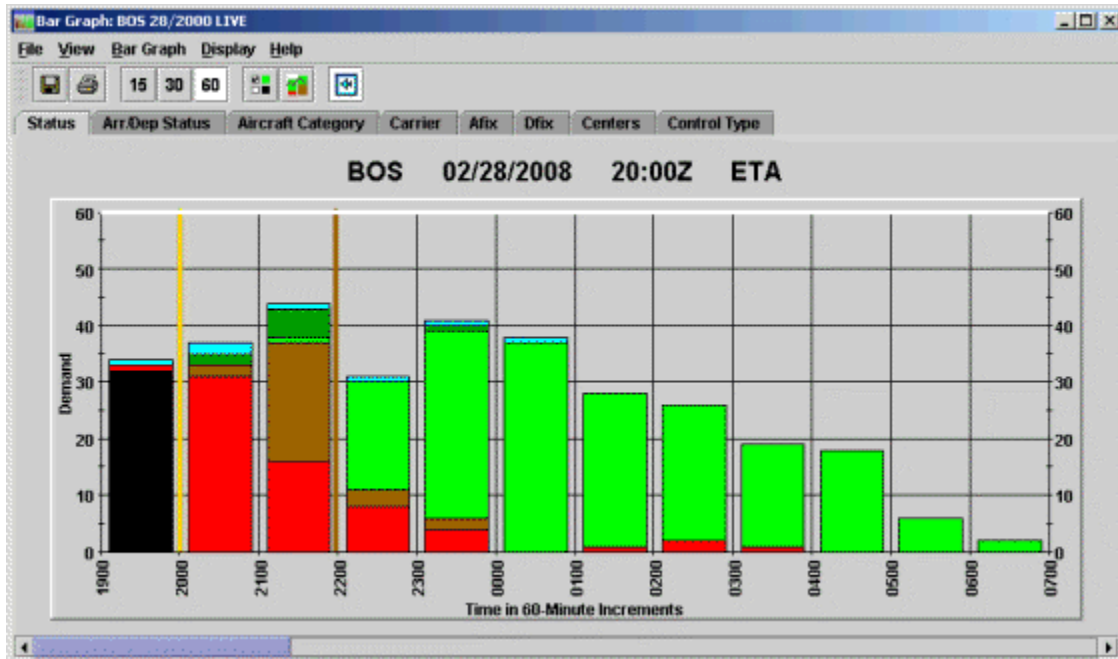 Bar Graph: BOS 28/2000 LIVE
File View Bar Graph Display Help
15 30 60
Status Arr/Dep Status Aircraft Category Carrier Afix Dfix Centers Control Type
BOS 02/28/2008 20:00Z ETA
60 60
50 50
40 40
30 30
20 20
10 10
0 0
Demand
1900 2000 2100 2200 2300 0000 0100 0200 0300 0400 0500 0600 0700
Time in 60-Minute Increments